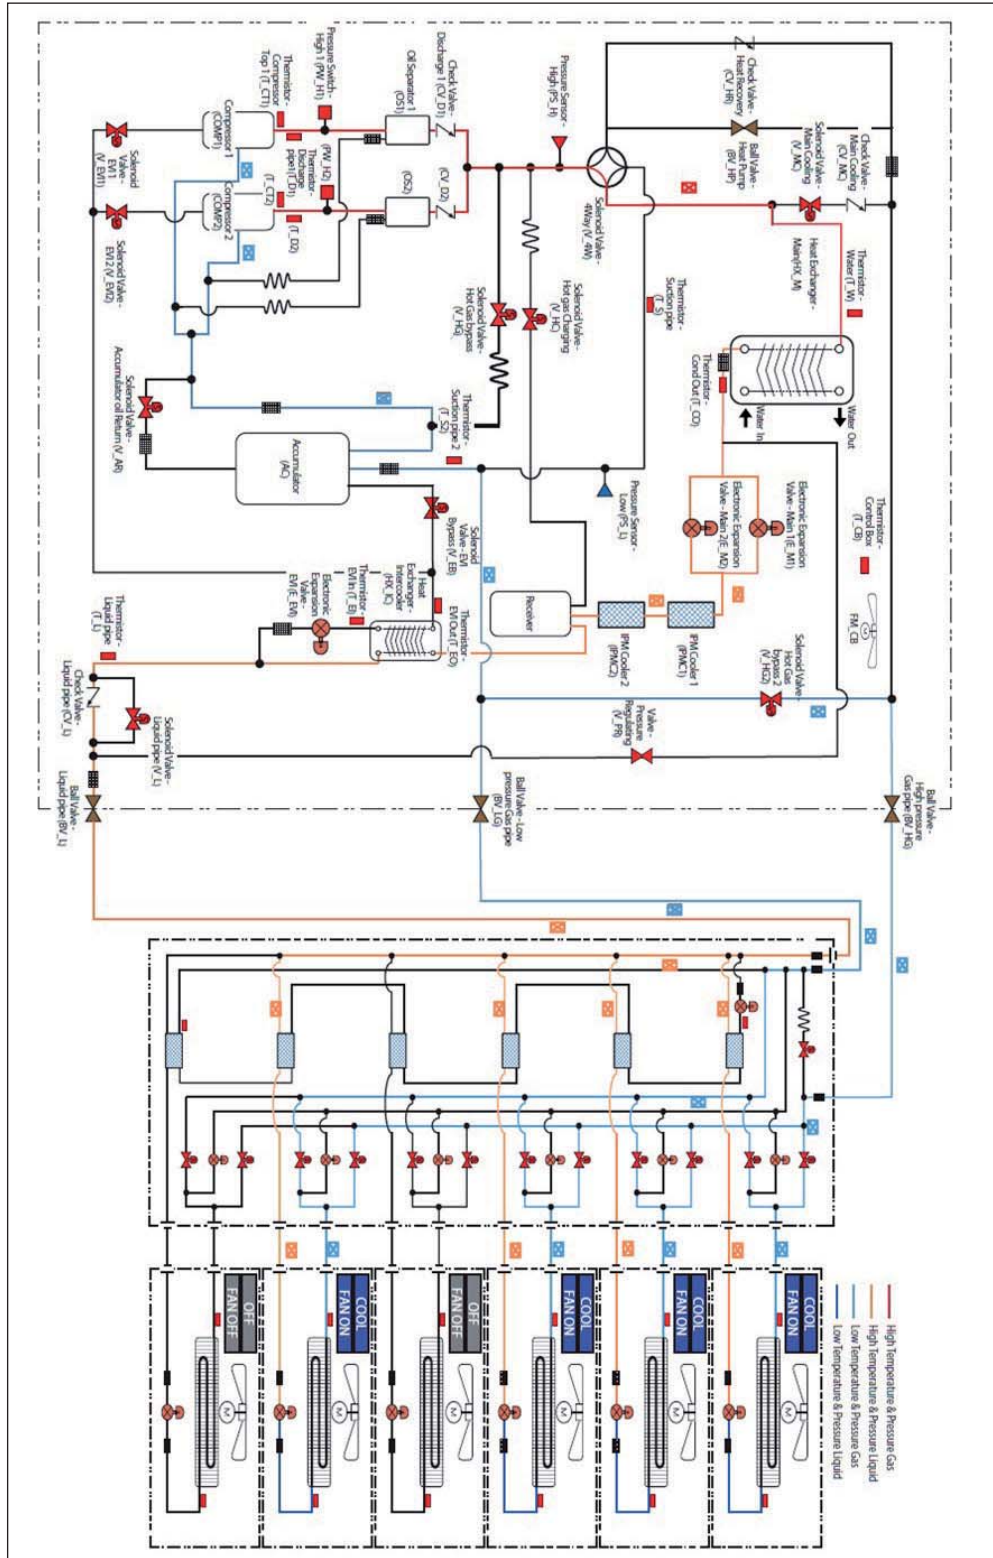 Thermistor -
Compressor
Top 1 (T_CT1)
Pressure Switch -
High 1 (PW_H1)
Oil Separator 1
(OS1)
Check Valve -
Discharge 1 (CV_D1)
Pressure Sensor -
High (PS_H)
Check Valve -
Heat Recovery
(CV_HR)
Ball Valve -
Heat Pump
(BV_HP)
Solenoid Valve -
Main Cooling
(V_MC)
Check Valve -
Main Cooling
(CV_MC)
Solenoid
Valve -
EVI 1
(V_EVI1)
Compressor 1
(COMP1)
Thermistor -
Discharge
pipe1 (T_D1)
(PW_H2)
(T_CT2)
(T_D2)
(OS2)
(CV_D2)
Compressor 2
(COMP2)
Solenoid Valve -
EVI2 (V_EVI2)
Solenoid Valve -
4Way (V_4W)
Heat Exchanger -
Main(HX_M)
Thermistor -
Water (T_W)
Solenoid Valve -
Hot Gas bypass
(V_HG)
Solenoid Valve -
Hot gas Charging
(V_HC)
Thermistor -
Suction pipe
(T_S)
Thermistor -
Cond Out (T_CO)
Water In
Water Out
Solenoid Valve -
Accumulator oil Return (V_AR)
Accumulator
(AC)
Thermistor -
Suction pipe 2
(T_S2)
Solenoid
Valve - EVI
Bypass (V_EB)
Pressure Sensor -
Low (PS_L)
Electronic Expansion
Valve - Main 2(E_M2)
Electronic Expansion
Valve - Main 1(E_M1)
Thermistor -
Control Box
(T_CB)
FM_CB
Thermistor -
Liquid pipe
(T_L)
Electronic
Expansion
Valve -
EVI (E_EVI)
Thermistor -
EVI In (T_EI)
Heat
Exchanger-
Intercooler
(HX_IC)
Thermistor -
EVI Out (T_EO)
Receiver
IPM Cooler 2
(IPMC2)
IPM Cooler 1
(IPMC1)
Check Valve -
Liquid pipe (CV_L)
Solenoid Valve -
Liquid pipe (V_L)
Valve -
Pressure
Regulating
(V_PR)
Solenoid Valve -
Hot Gas
bypass 2
(V_HG2)
Ball Valve -
Liquid pipe (BV_L)
Ball Valve - Low
pressure Gas pipe
(BV_LG)
Ball Valve -
High pressure
Gas pipe (BV_HG)
OFF
FAN OFF
M
COOL
FAN ON
M
OFF
FAN OFF
M
COOL
FAN ON
M
COOL
FAN ON
M
COOL
FAN ON
M
High Temperature & Pressure Gas
High Temperature & Pressure Liquid
Low Temperature & Pressure Gas
Low Temperature & Pressure Liquid